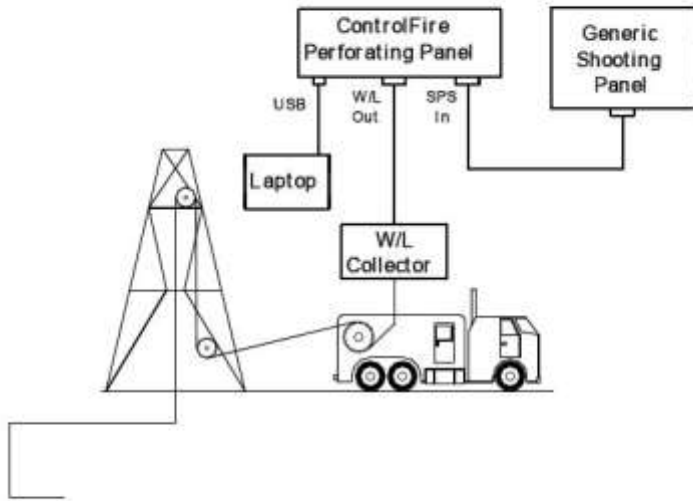 ControlFire
Perforating Panel
Generic
Shooting
Panel
USB
W/L
Out
SPS
In
Laptop
W/L
Collector